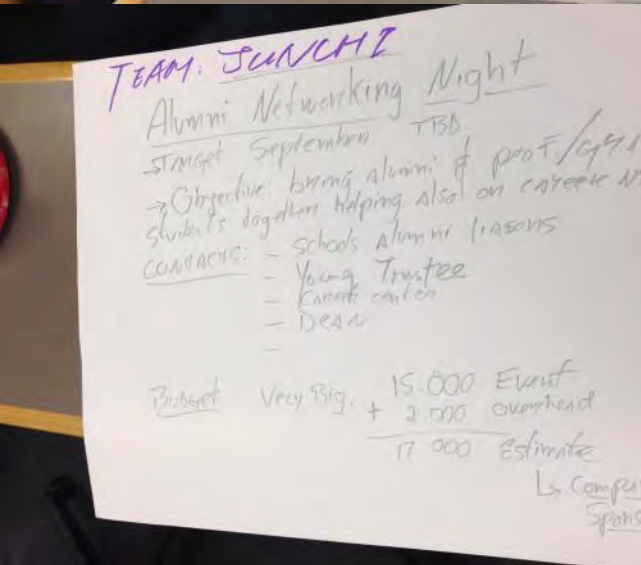 TEAM: JUNCHI
Alumni Networking Night
Target September TBD
→ Objective: bring Alumni & prof/
students together helping also on career
CONTACTS: - Schools Alumni liasons
- Young Trustee
- Career center
- Dean
-
Budget Very Big. 15.000 Event
+ 2.000 overhead
17 000 Estimate
↳